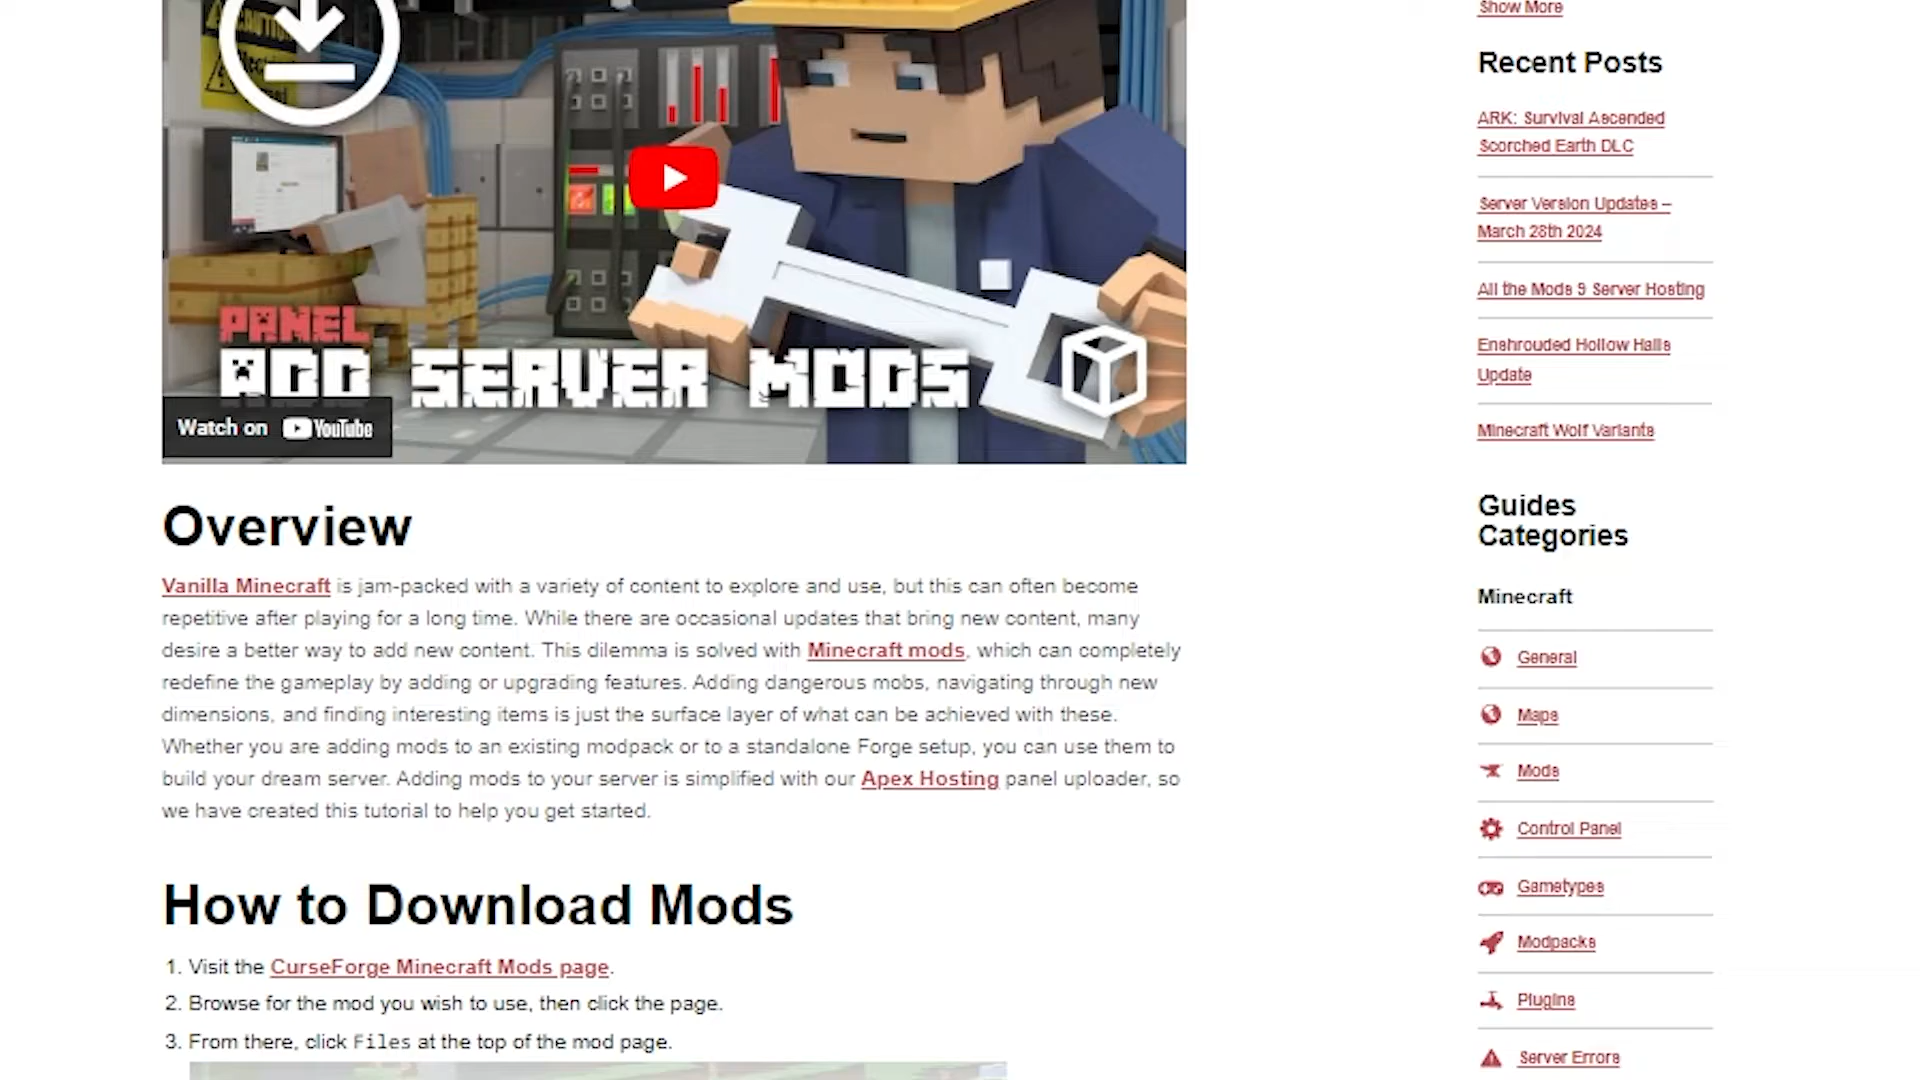 CAUTION
PANEL
ADD SERVER MODS
Watch on YouTube
Overview
Vanilla Minecraft is jam-packed with a variety of content to explore and use, but this can often become
repetitive after playing for a long time. While there are occasional updates that bring new content, many
desire a better way to add new content. This dilemma is solved with Minecraft mods, which can completely
redefine the gameplay by adding or upgrading features. Adding dangerous mobs, navigating through new
dimensions, and finding interesting items is just the surface layer of what can be achieved with these.
Whether you are adding mods to an existing modpack or to a standalone Forge setup, you can use them to
build your dream server. Adding mods to your server is simplified with our Apex Hosting panel uploader, so
we have created this tutorial to help you get started.
How to Download Mods
1. Visit the CurseForge Minecraft Mods page.
2. Browse for the mod you wish to use, then click the page.
3. From there, click Files at the top of the mod page.
Show More
Recent Posts
ARK: Survival Ascended
Scorched Earth DLC
Server Version Updates –
March 28th 2024
All the Mods 9 Server Hosting
Enshrouded Hollow Halls
Update
Minecraft Wolf Variants
Guides
Categories
Minecraft
General
Maps
Mods
Control Panel
Gametypes
Modpacks
Plugins
Server Errors